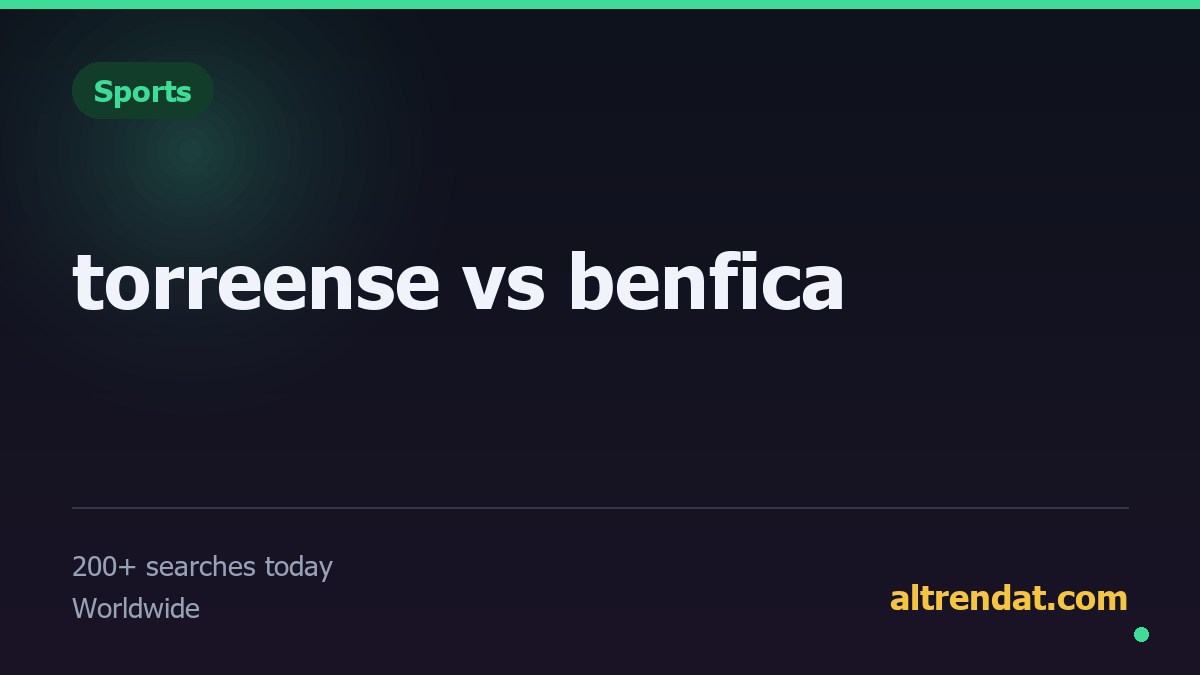 Sports
torreense vs benfica
200+ searches today
Worldwide
altrendat.com